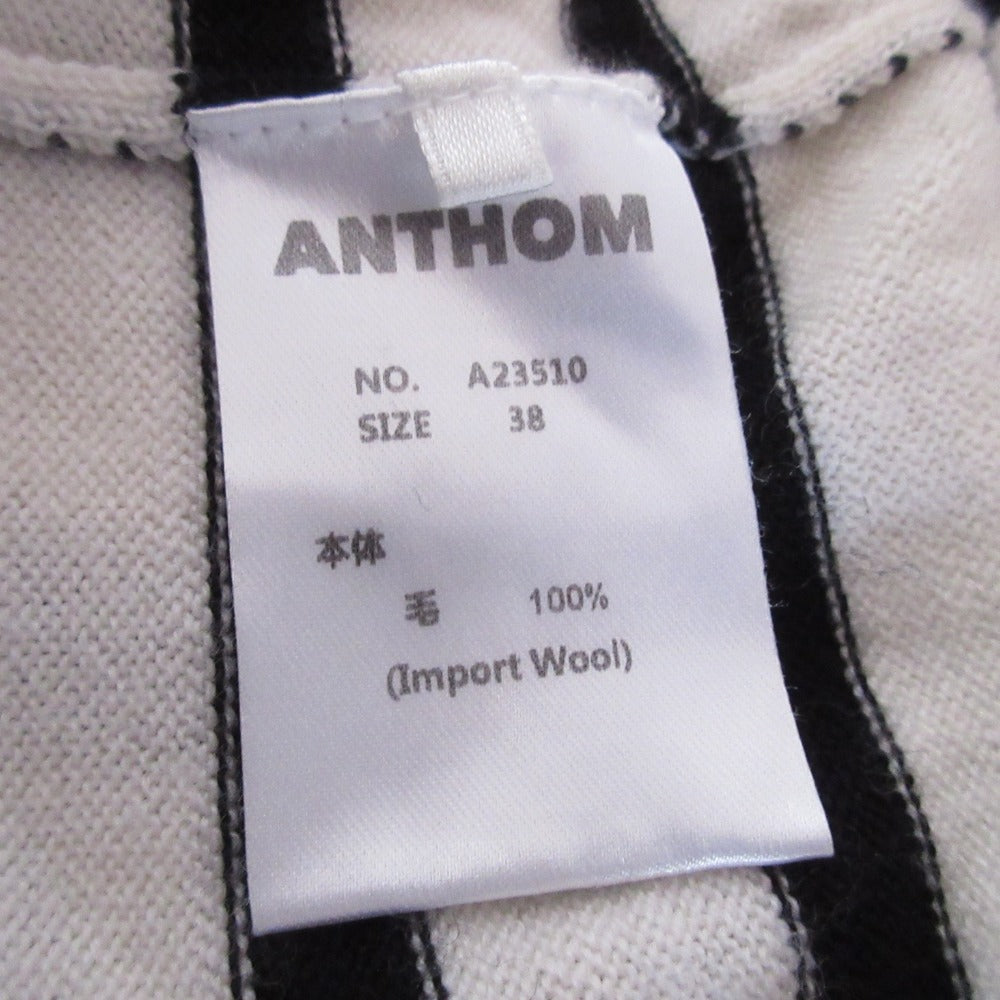 ANTHOM
NO. A23510
SIZE 38
本体
毛 100%
(Import Wool)